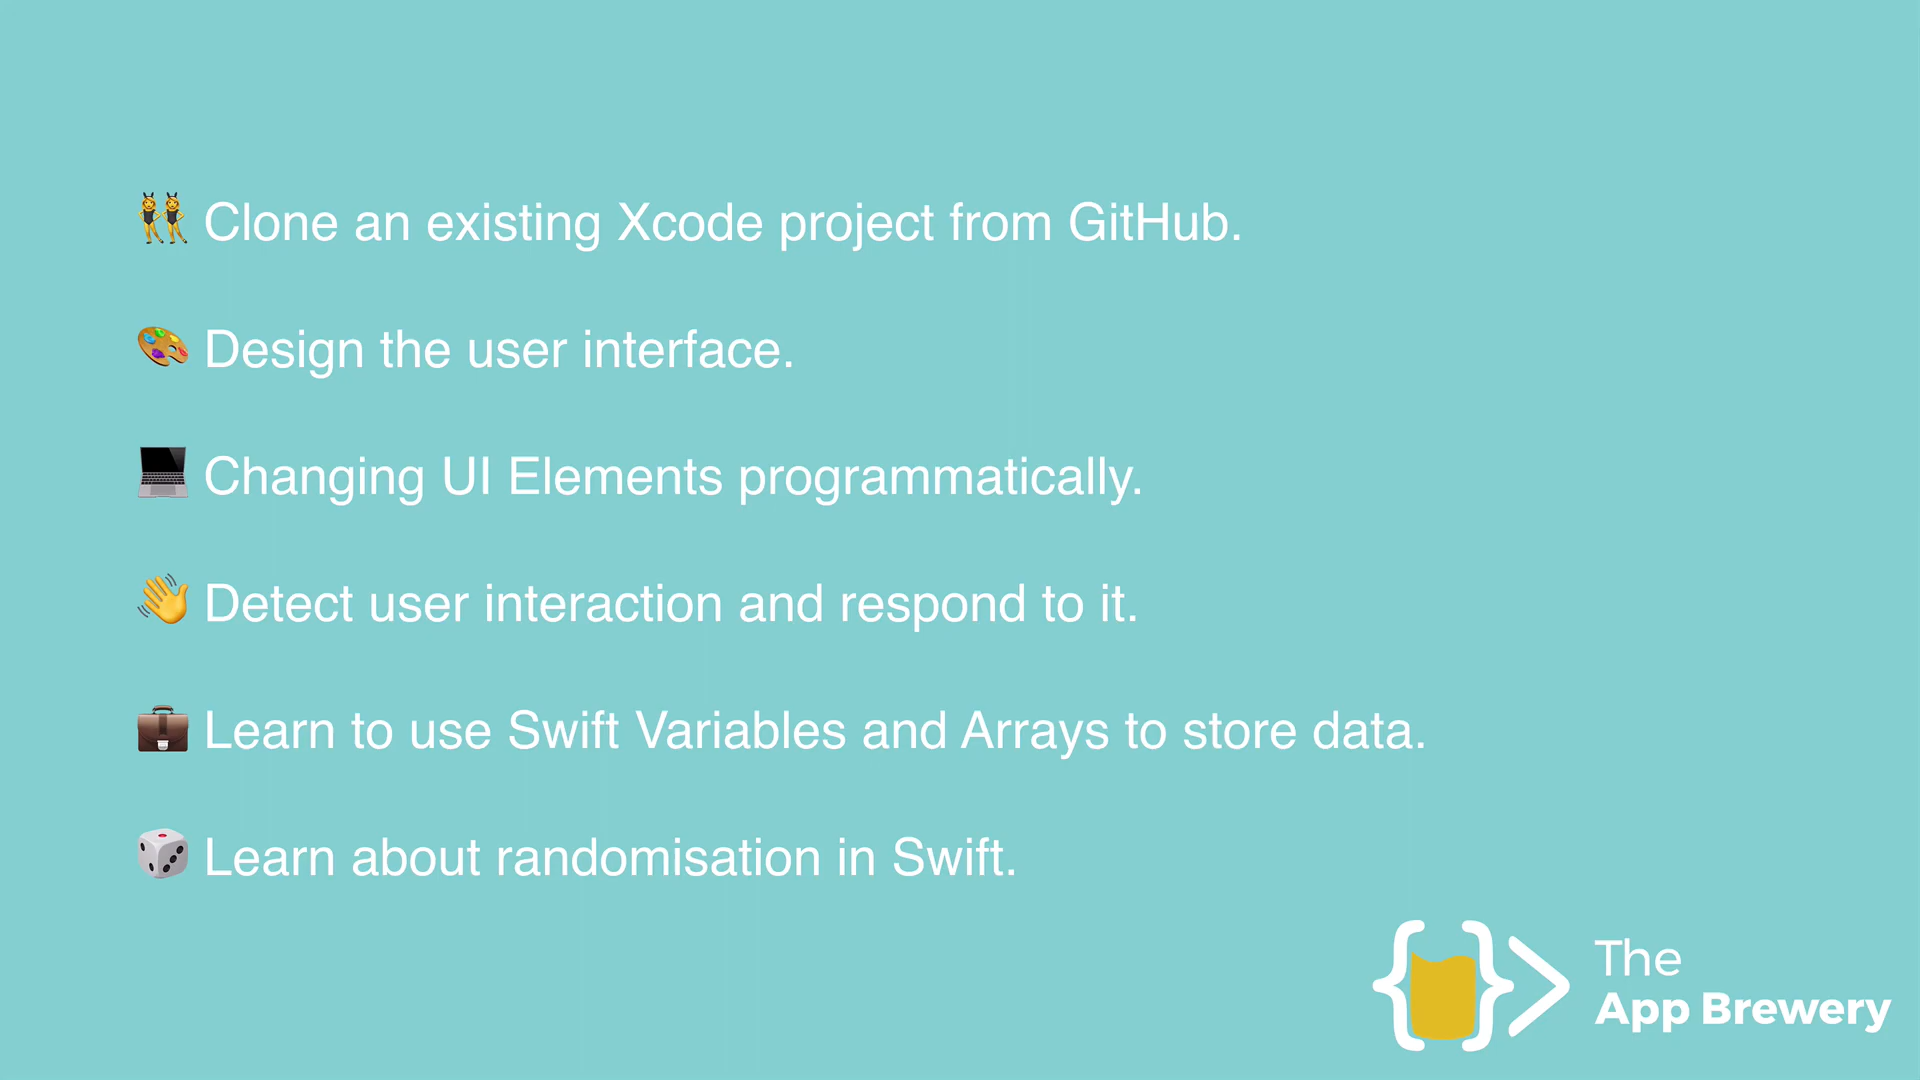 👯 Clone an existing Xcode project from GitHub.
🎨 Design the user interface.
💻 Changing UI Elements programmatically.
👋 Detect user interaction and respond to it.
💼 Learn to use Swift Variables and Arrays to store data.
🎲 Learn about randomisation in Swift.
The
App Brewery